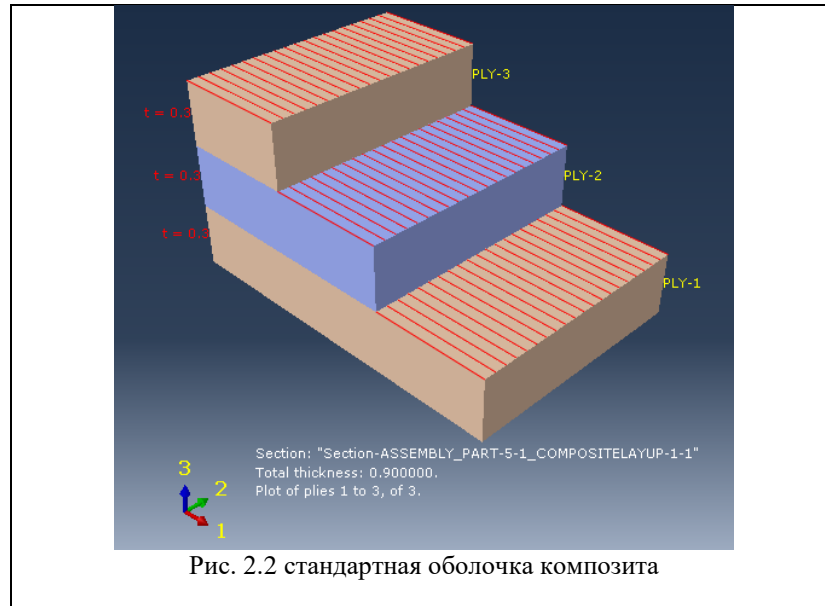 PLY-3
t = 0.3
PLY-2
t = 0.3
t = 0.3
PLY-1
Section: "Section-ASSEMBLY_PART-5-1_COMPOSITELAYUP-1-1"
Total thickness: 0.900000.
Plot of plies 1 to 3, of 3.
3
2
1
Рис. 2.2 стандартная оболочка композита